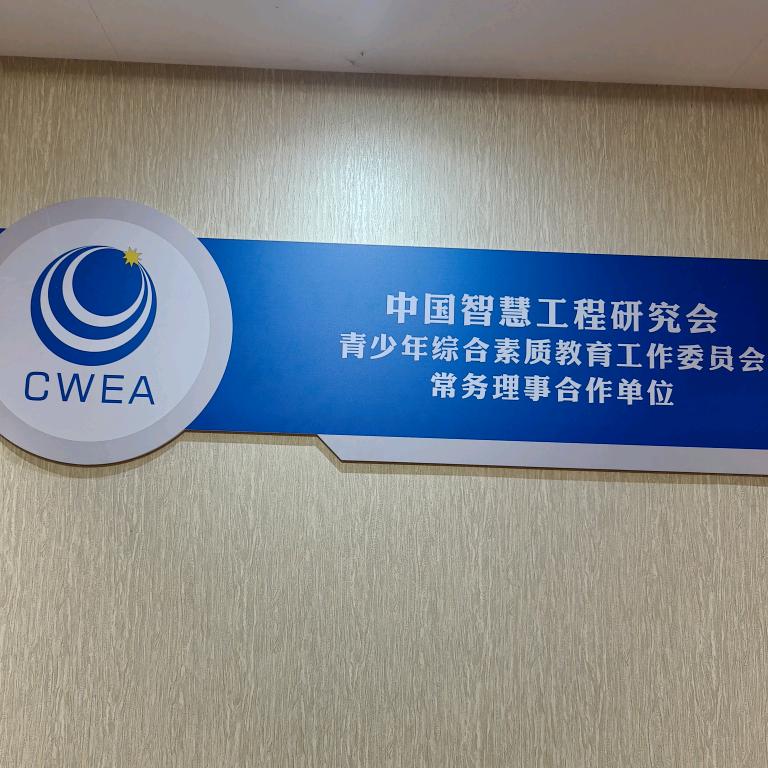 CWEA
中国智慧工程研究会
青少年综合素质教育工作委员会
常务理事合作单位